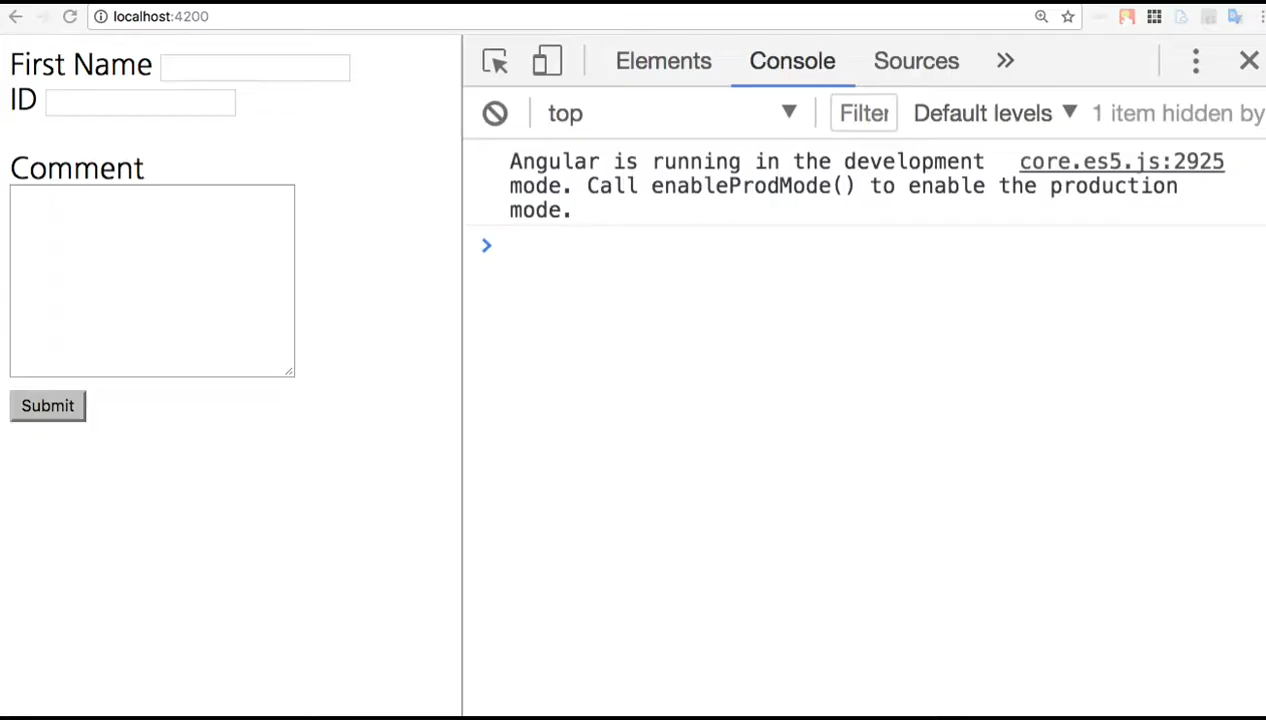 localhost:4200
First Name
ID
Comment
Submit
Elements Console Sources »
top ▼ Filter Default levels ▼ 1 item hidden by
Angular is running in the development core.es5.js:2925
mode. Call enableProdMode() to enable the production
mode.
>